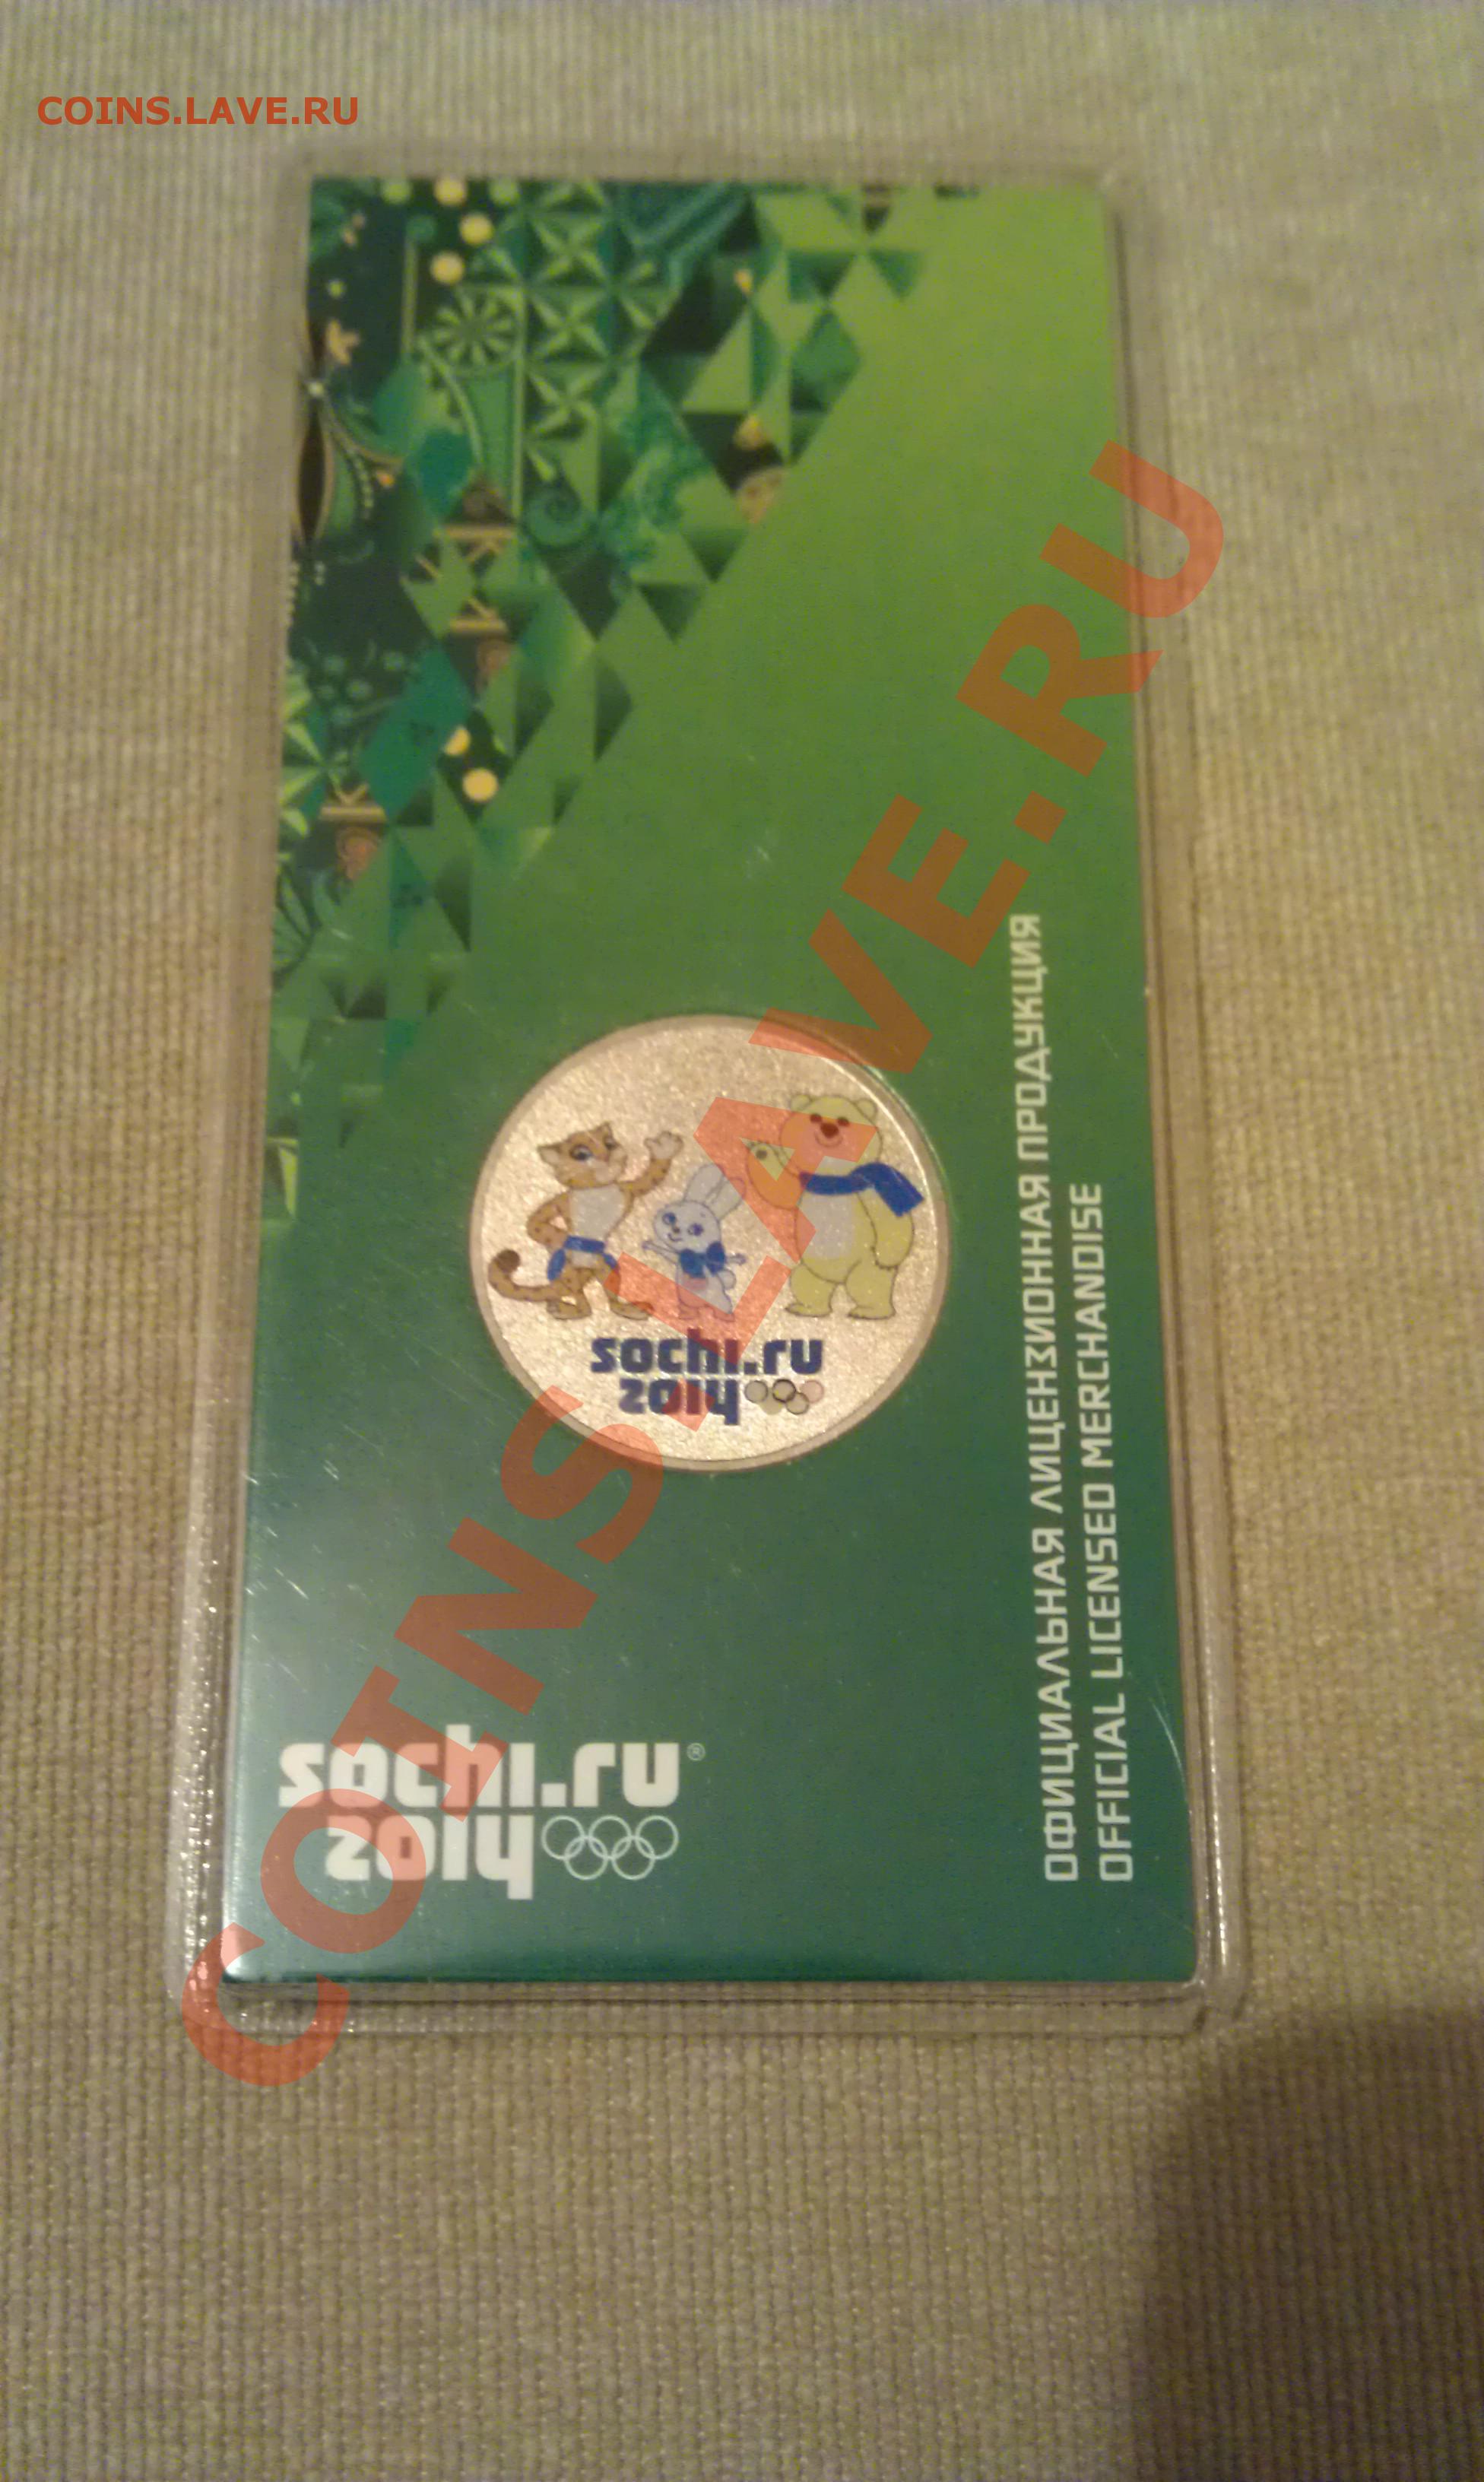 COINS.LAVE.RU
sochi.ru
2014
sochi.ru®
2014
ОФИЦИАЛЬНАЯ ЛИЦЕНЗИОННАЯ ПРОДУКЦИЯ
OFFICIAL LICENSED MERCHANDISE
COINS.LAVE.RU